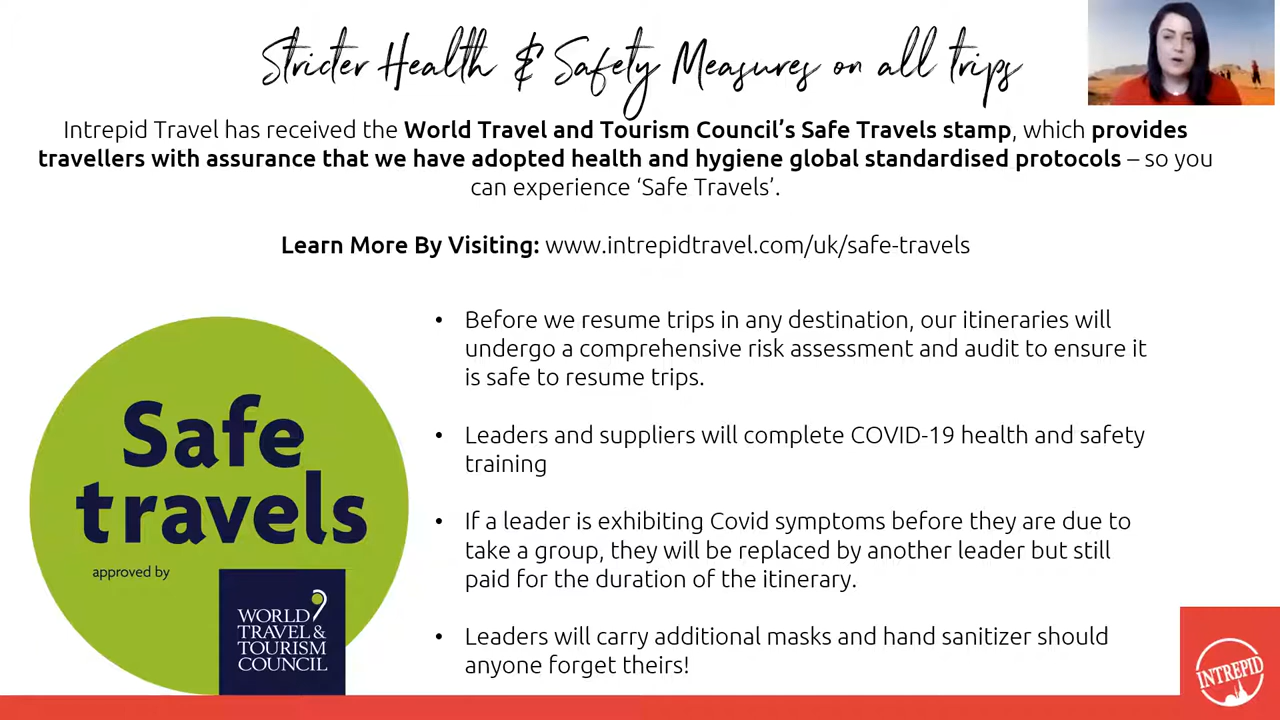 Stricter Health & Safety Measures on all trips
Intrepid Travel has received the World Travel and Tourism Council’s Safe Travels stamp, which provides
travellers with assurance that we have adopted health and hygiene global standardised protocols – so you
can experience ‘Safe Travels’.
Learn More By Visiting: www.intrepidtravel.com/uk/safe-travels
• Before we resume trips in any destination, our itineraries will
undergo a comprehensive risk assessment and audit to ensure it
is safe to resume trips.
• Leaders and suppliers will complete COVID-19 health and safety
training
• If a leader is exhibiting Covid symptoms before they are due to
take a group, they will be replaced by another leader but still
paid for the duration of the itinerary.
• Leaders will carry additional masks and hand sanitizer should
anyone forget theirs!
Safe
travels
approved by
WORLD
TRAVEL &
TOURISM
COUNCIL
INTREPID